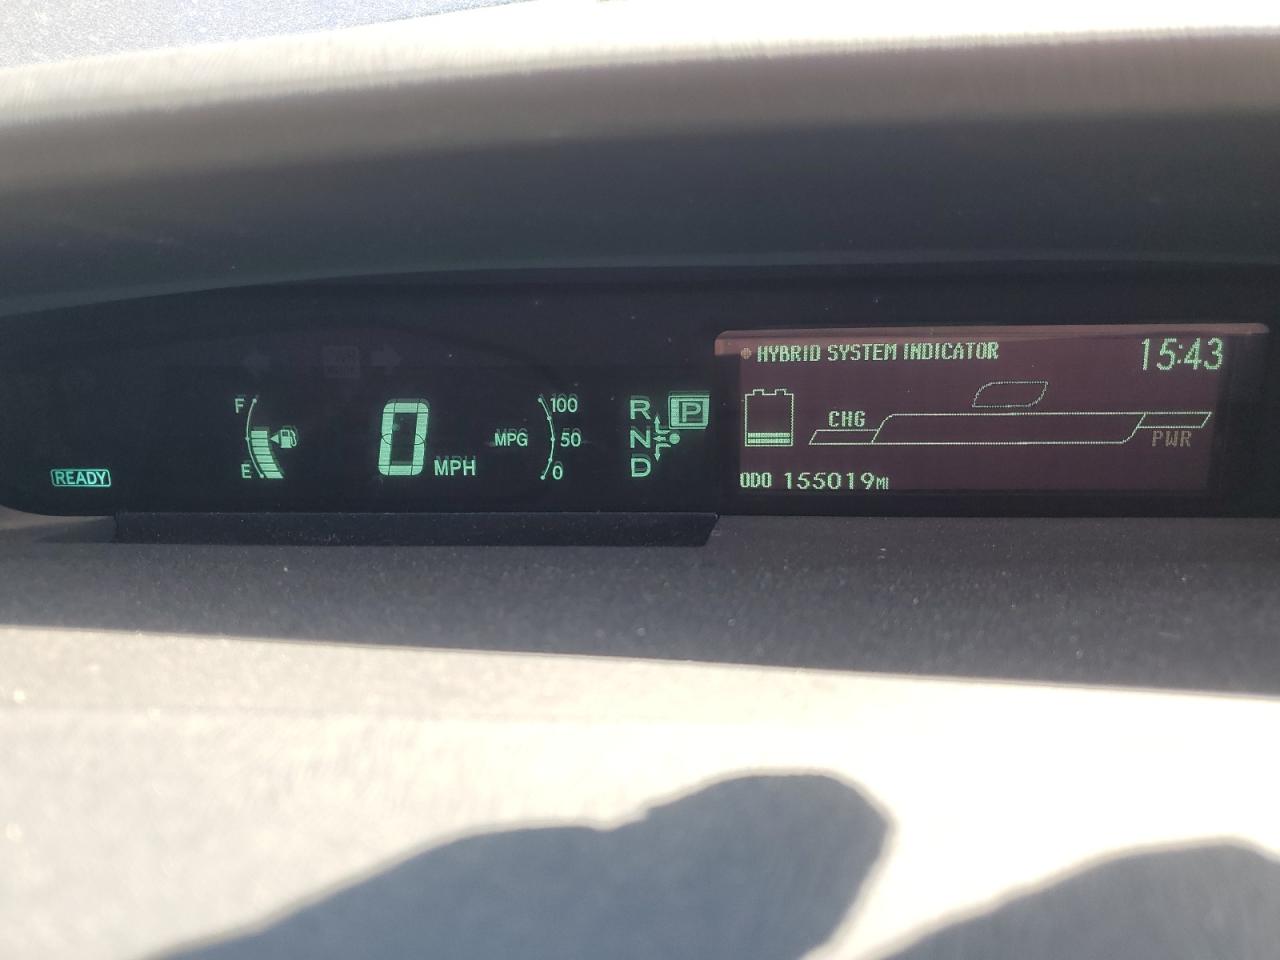 HYBRID SYSTEM INDICATOR 15:43
F
0 MPH
E
MPG
100
50
0
R
N
D
P
CHG
PWR
READY
ODO 155019MI